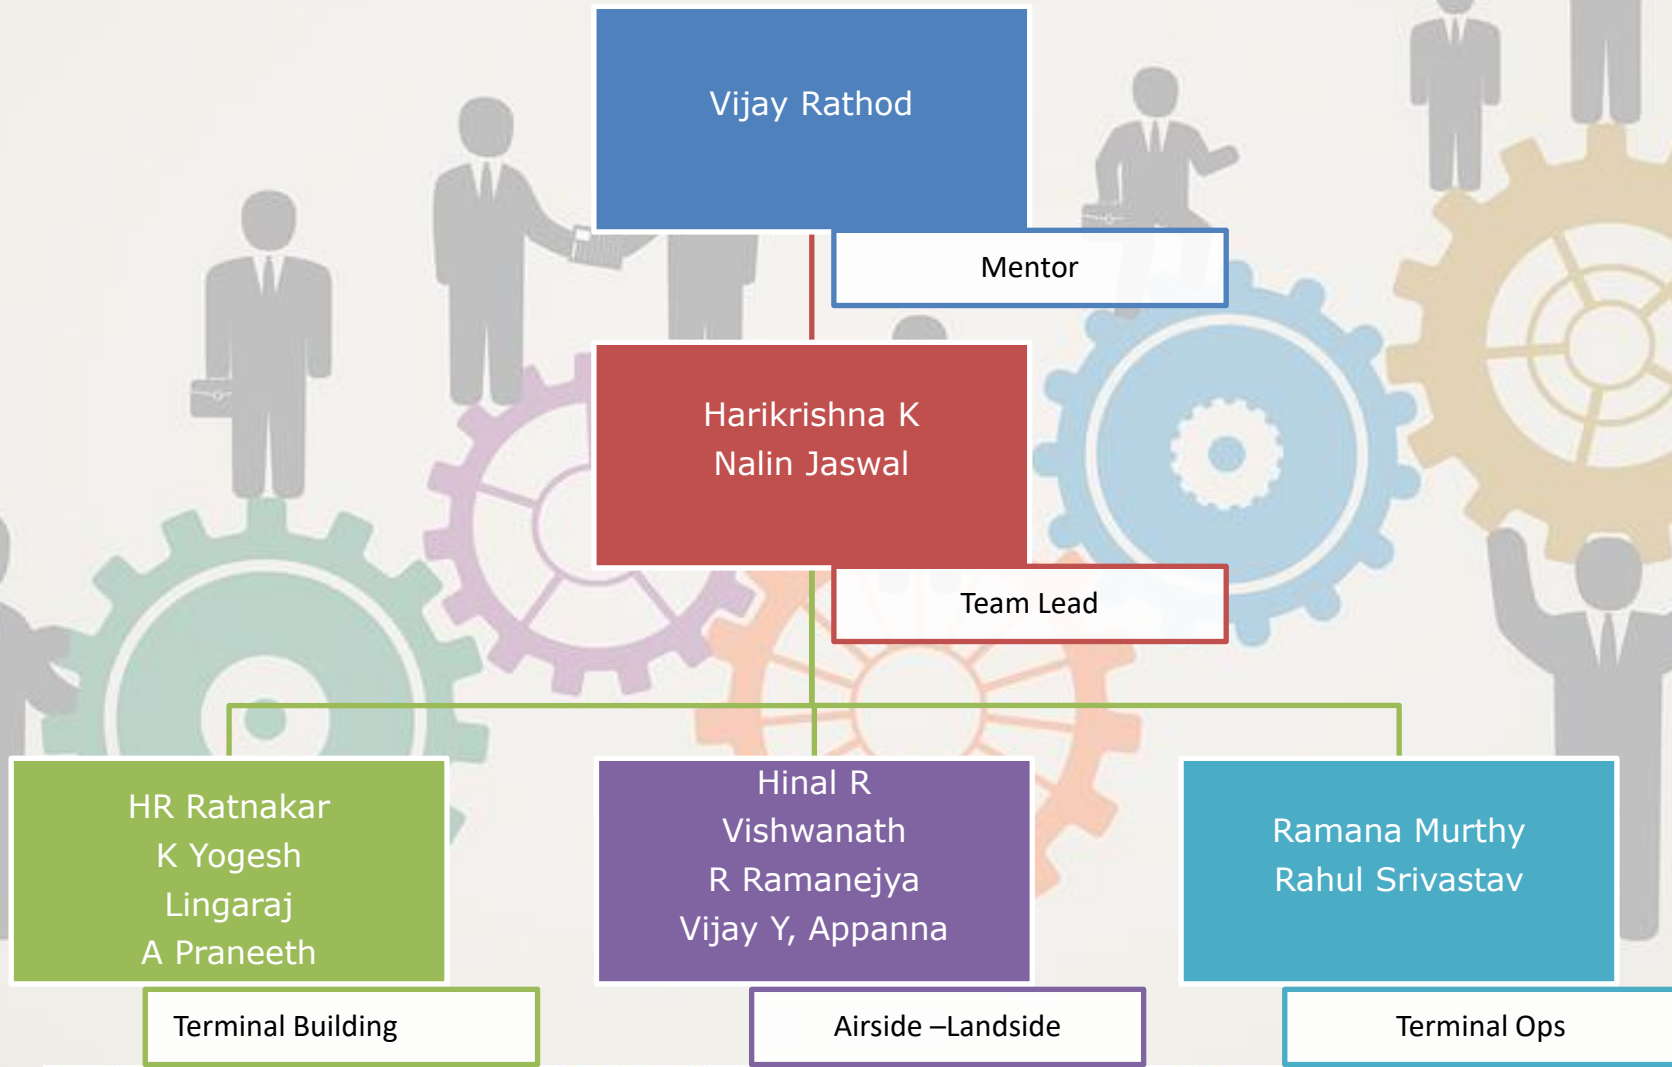 Vijay Rathod
Mentor
Harikrishna K
Nalin Jaswal
Team Lead
HR Ratnakar
K Yogesh
Lingaraj
A Praneeth
Terminal Building
Hinal R
Vishwanath
R Ramanejya
Vijay Y, Appanna
Airside –Landside
Ramana Murthy
Rahul Srivastav
Terminal Ops